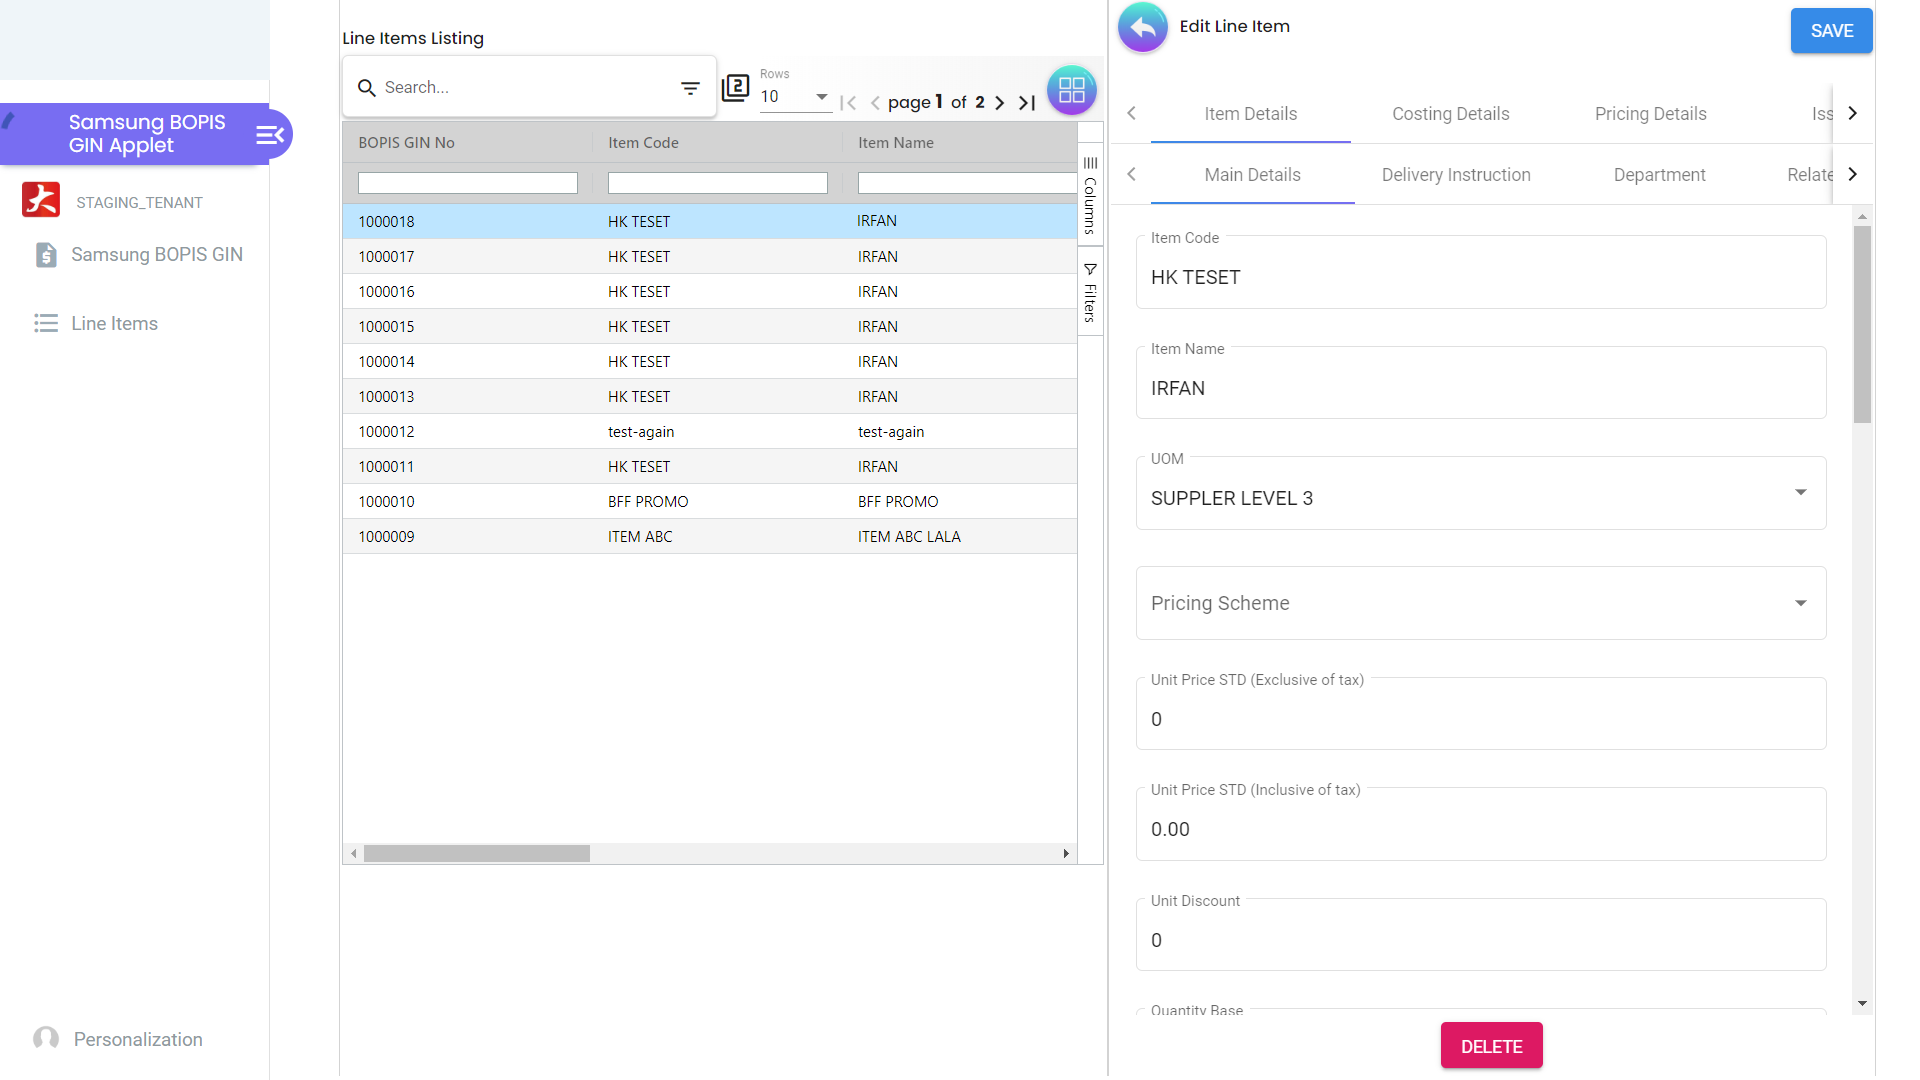 Samsung BOPIS
GIN Applet
STAGING_TENANT
Samsung BOPIS GIN
Line Items
Personalization
Line Items Listing
Search...
2
Rows
10
page 1 of 2
BOPIS GIN No Item Code Item Name
1000018 HK TESET IRFAN
1000017 HK TESET IRFAN
1000016 HK TESET IRFAN
1000015 HK TESET IRFAN
1000014 HK TESET IRFAN
1000013 HK TESET IRFAN
1000012 test-again test-again
1000011 HK TESET IRFAN
1000010 BFF PROMO BFF PROMO
1000009 ITEM ABC ITEM ABC LALA
Columns
Filters
Edit Line Item
SAVE
Item Details Costing Details Pricing Details Iss
Main Details Delivery Instruction Department Relate
Item Code
HK TESET
Item Name
IRFAN
UOM
SUPPLER LEVEL 3
Pricing Scheme
Unit Price STD (Exclusive of tax)
0
Unit Price STD (Inclusive of tax)
0.00
Unit Discount
0
Quantity Base
DELETE